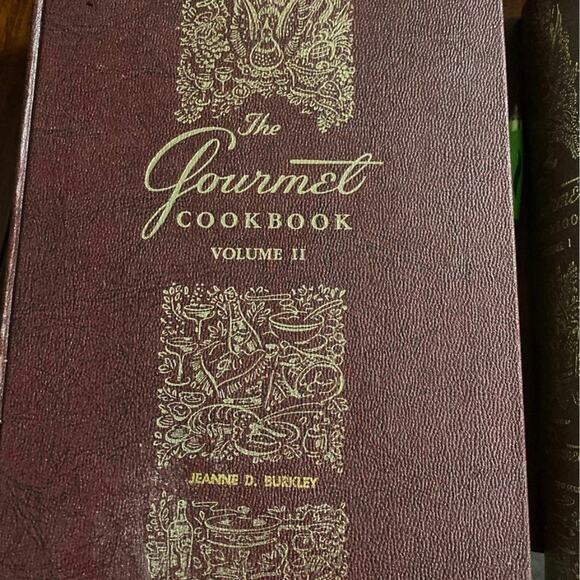 The
Gourmet
COOKBOOK
VOLUME II
JEANNE D. BURKLEY